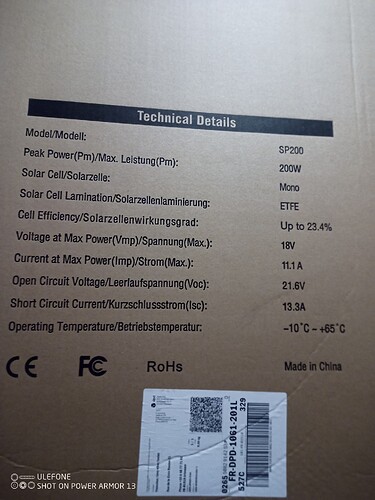 Technical Details
Model/Modell: SP200
Peak Power(Pm)/Max. Leistung(Pm): 200W
Solar Cell/Solarzelle: Mono
Solar Cell Lamination/Solarzellenlaminierung: ETFE
Cell Efficiency/Solarzellenwirkungsgrad: Up to 23.4%
Voltage at Max Power(Vmp)/Spannung(Max.): 18V
Current at Max Power(Imp)/Strom(Max.): 11.1 A
Open Circuit Voltage/Leerlaufspannung(Voc): 21.6V
Short Circuit Current/Kurzschlussstrom(Isc): 13.3A
Operating Temperature/Betriebstemperatur: –10°C – +65°C
CE FC RoHs Made in China
FR-DPD-1061-201L
329
0265
527C
ULEFONE
SHOT ON POWER ARMOR 13